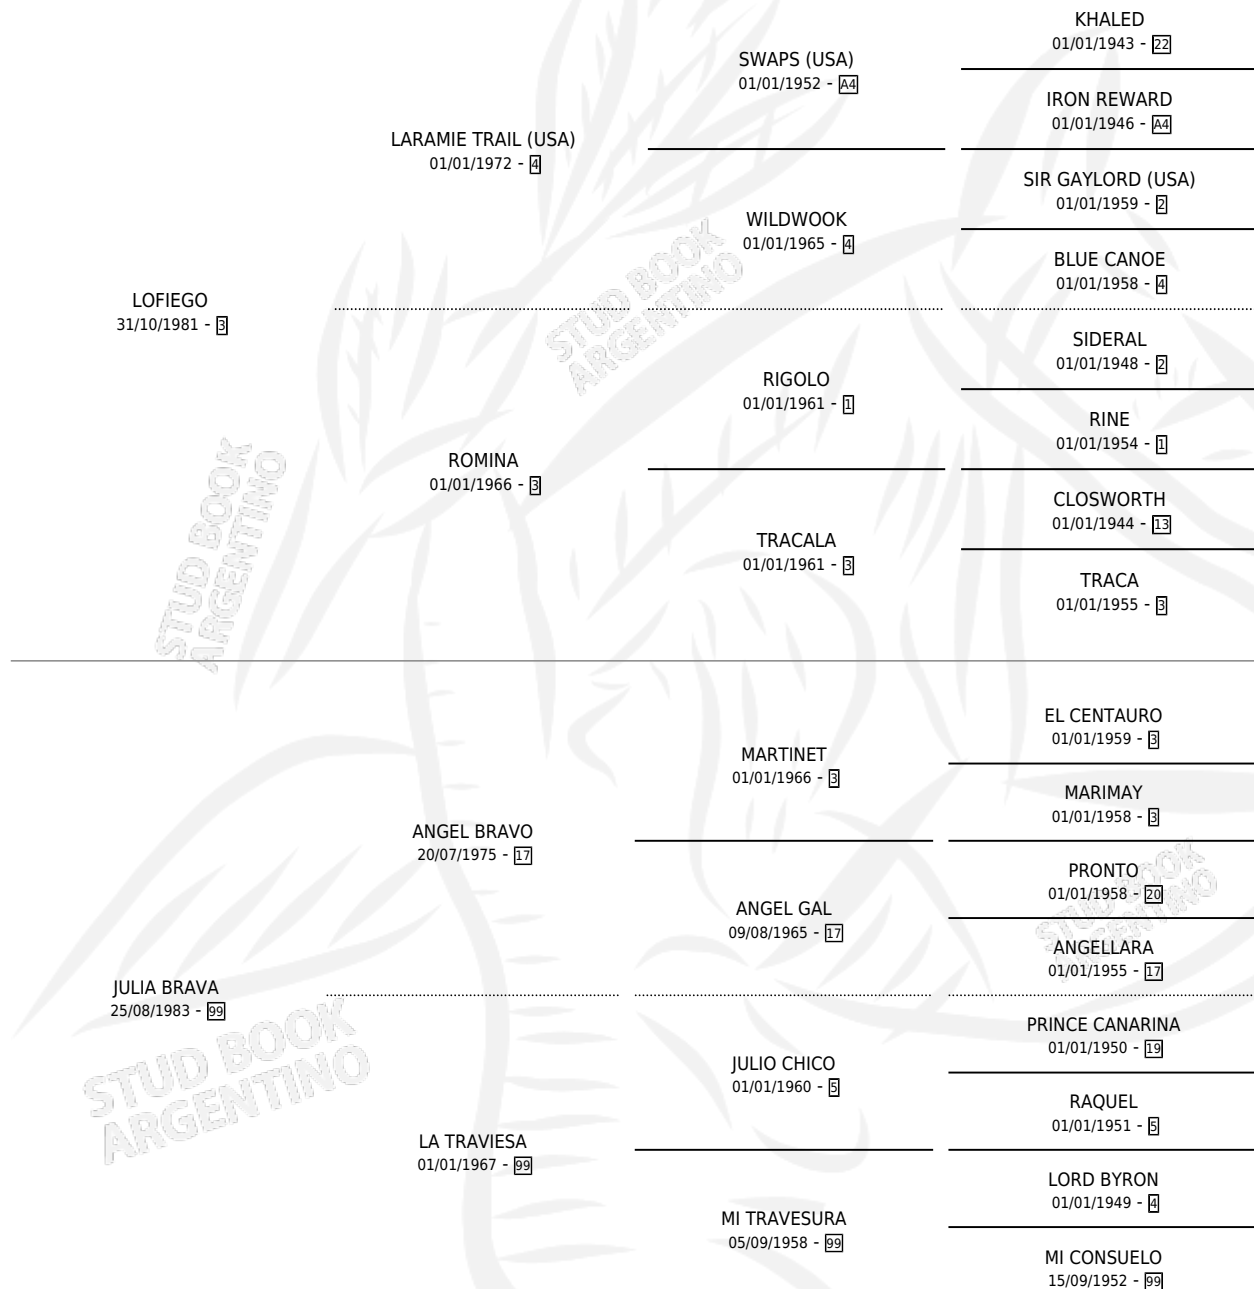 KHALED
01/01/1943 - 22
SWAPS (USA)
01/01/1952 - A4
IRON REWARD
01/01/1946 - A4
LARAMIE TRAIL (USA)
01/01/1972 - 4
SIR GAYLORD (USA)
01/01/1959 - 2
WILDWOOK
01/01/1965 - 4
BLUE CANOE
01/01/1958 - 4
LOFIEGO
31/10/1981 - 3
SIDERAL
01/01/1948 - 2
RIGOLO
01/01/1961 - 1
RINE
01/01/1954 - 1
ROMINA
01/01/1966 - 3
CLOSWORTH
01/01/1944 - 13
TRACALA
01/01/1961 - 3
TRACA
01/01/1955 - 3
EL CENTAURO
01/01/1959 - 3
MARTINET
01/01/1966 - 3
MARIMAY
01/01/1958 - 3
ANGEL BRAVO
20/07/1975 - 17
PRONTO
01/01/1958 - 20
ANGEL GAL
09/08/1965 - 17
ANGELLARA
01/01/1955 - 17
JULIA BRAVA
25/08/1983 - 99
PRINCE CANARINA
01/01/1950 - 19
JULIO CHICO
01/01/1960 - 5
RAQUEL
01/01/1951 - 5
LA TRAVIESA
01/01/1967 - 99
LORD BYRON
01/01/1949 - 4
MI TRAVESURA
05/09/1958 - 99
MI CONSUELO
15/09/1952 - 99
STUD BOOK
ARGENTINO
STUD BOOK
ARGENTINO
STUD BOOK
ARGENTINO
STUD BOOK
ARGENTINO